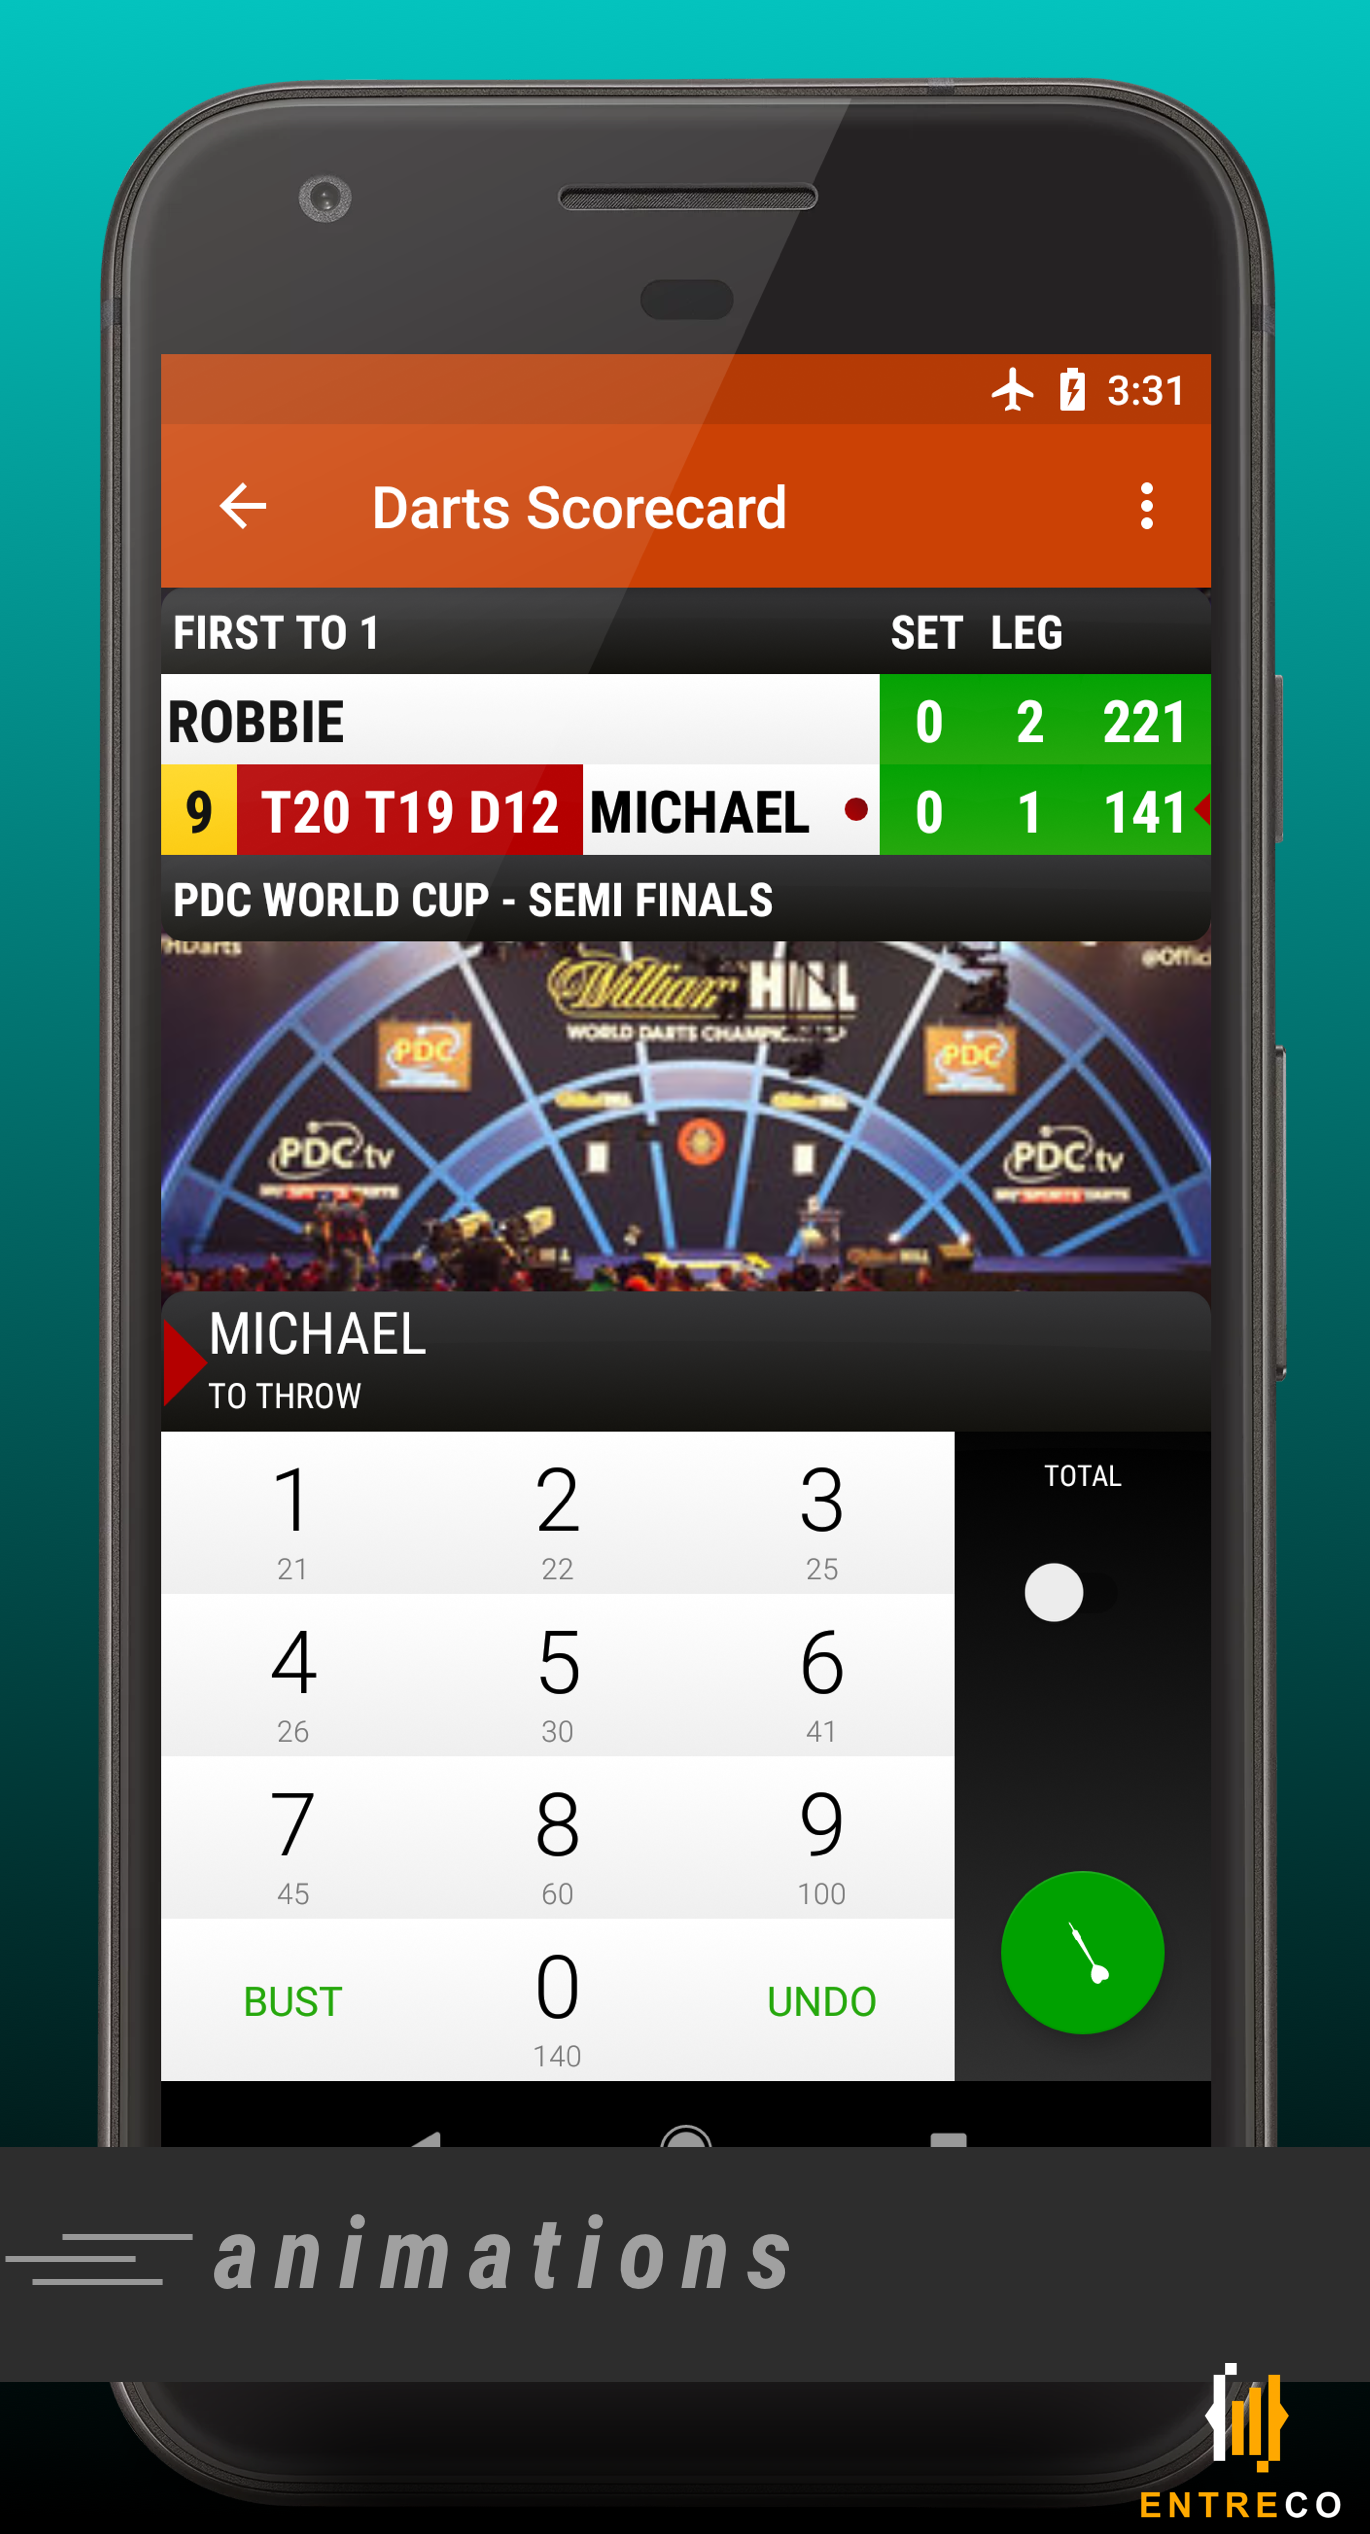 3:31
Darts Scorecard
FIRST TO 1 SET LEG
ROBBIE 0 2 221
9 T20 T19 D12 MICHAEL 0 1 141
PDC WORLD CUP - SEMI FINALS
HDarts @Offic
William HILL
WORLD DARTS
PDC PDC
PDC.tv PDC.tv
MICHAEL
TO THROW
TOTAL
1 2 3
21 22 25
4 5 6
26 30 41
7 8 9
45 60 100
BUST 0 UNDO
140
animations
ENTRECO